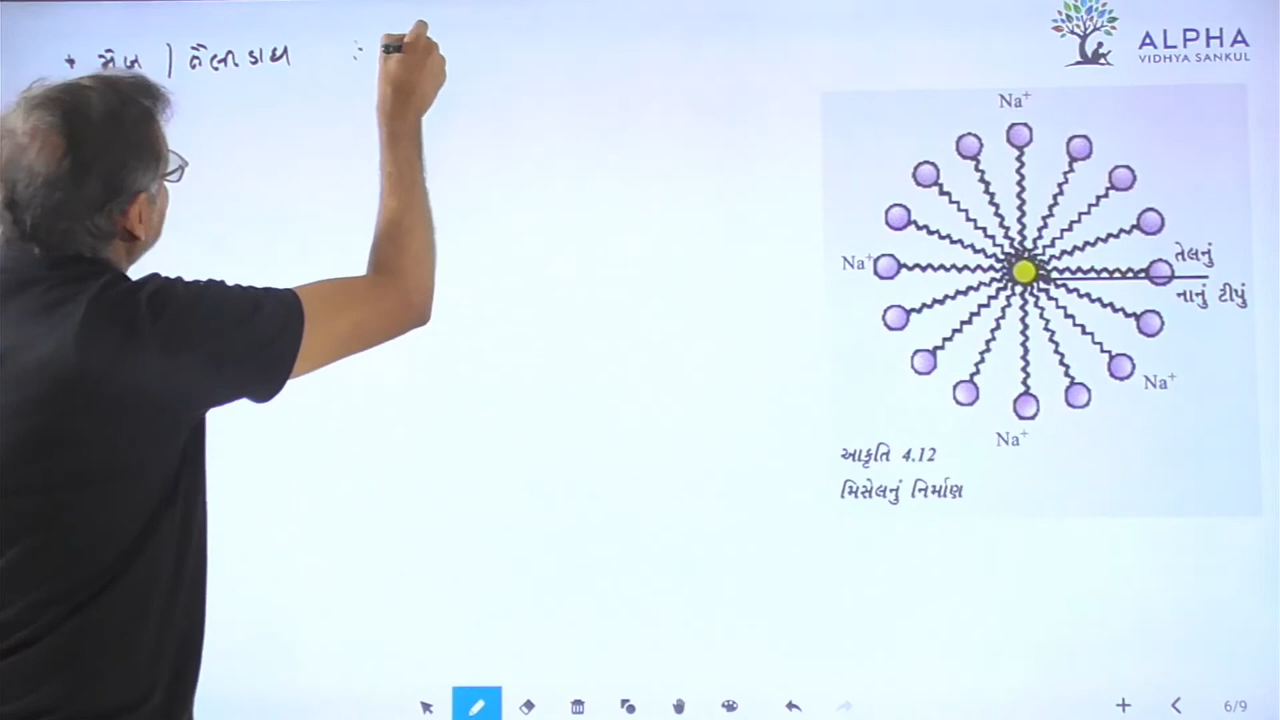 * મેલ / તૈલી ડાઘ :
ALPHA
VIDHYA SANKUL
Na⁺
Na⁺
તેલનું
નાનું ટીપું
Na⁺
Na⁺
આકૃતિ 4.12
મિસેલનું નિર્માણ
6/9